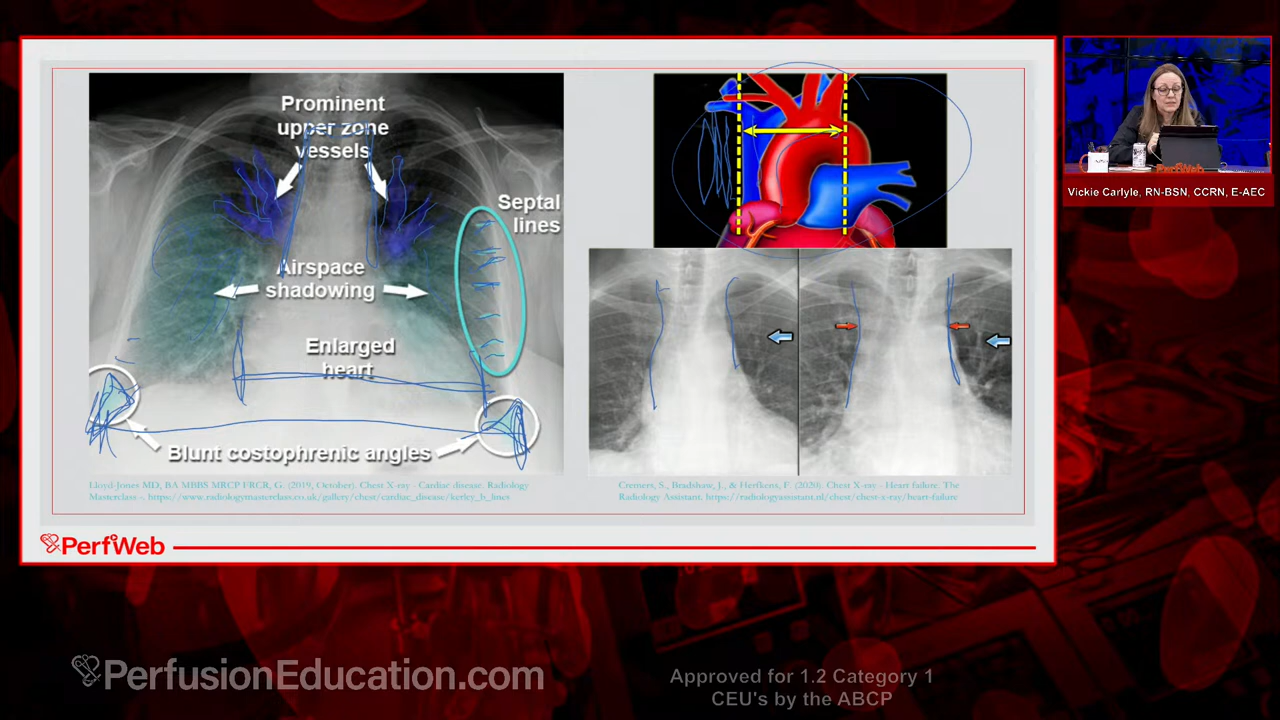 Prominent
upper zone
vessels
Septal
lines
Airspace
shadowing
Enlarged
heart
Blunt costophrenic angles
Lloyd-Jones MD, BA MBBS MRCP FRCR, G. (2019, October). Chest X-ray - Cardiac disease. Radiology
Masterclass -. https://www.radiologymasterclass.co.uk/gallery/chest/cardiac_disease/kerley_b_lines
Cremers, S., Bradshaw, J., & Herfkens, F. (2020). Chest X-ray - Heart failure. The
Radiology Assistant. https://radiologyassistant.nl/chest/chest-x-ray/heart-failure
PerfWeb
PerfWeb
Vickie Carlyle, RN-BSN, CCRN, E-AEC
PerfusionEducation.com
Approved for 1.2 Category 1
CEU's by the ABCP